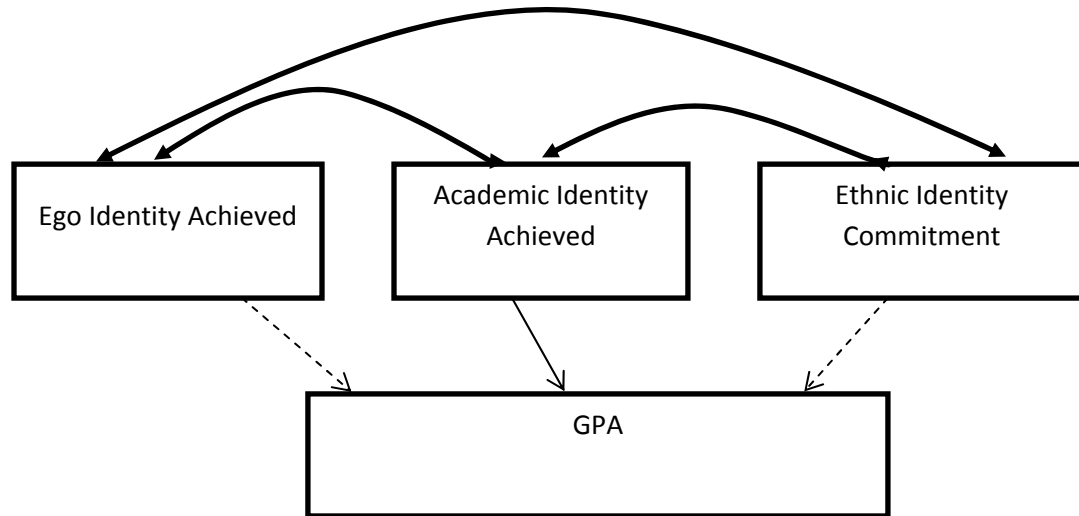 Ego Identity Achieved
Academic Identity
Achieved
Ethnic Identity
Commitment
GPA